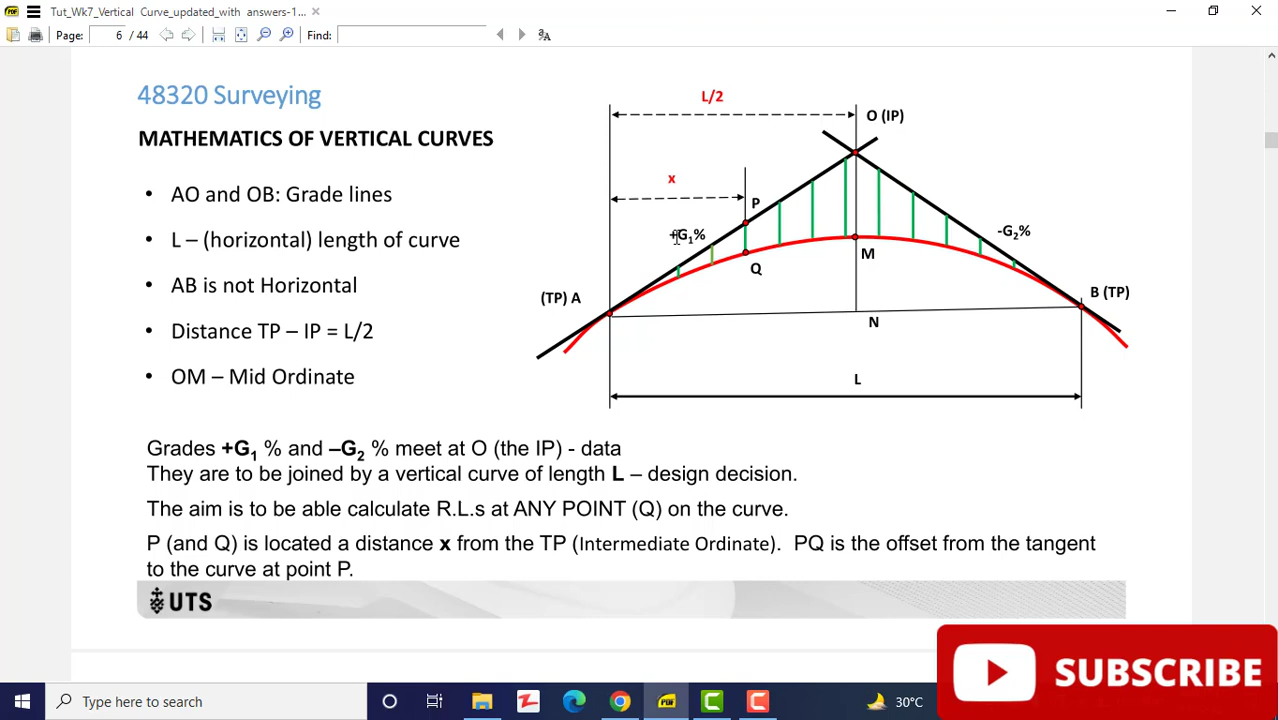 Tut_Wk7_Vertical Curve_updated_with answers-1...
Page: 6 / 44 Find:
48320 Surveying
MATHEMATICS OF VERTICAL CURVES
• AO and OB: Grade lines
• L – (horizontal) length of curve
• AB is not Horizontal
• Distance TP – IP = L/2
• OM – Mid Ordinate
L/2
O (IP)
x
P
+G1%
-G2%
Q
M
(TP) A
B (TP)
N
L
Grades +G1 % and –G2 % meet at O (the IP) - data
They are to be joined by a vertical curve of length L – design decision.
The aim is to be able calculate R.L.s at ANY POINT (Q) on the curve.
P (and Q) is located a distance x from the TP (Intermediate Ordinate). PQ is the offset from the tangent
to the curve at point P.
UTS
SUBSCRIBE
Type here to search
30°C